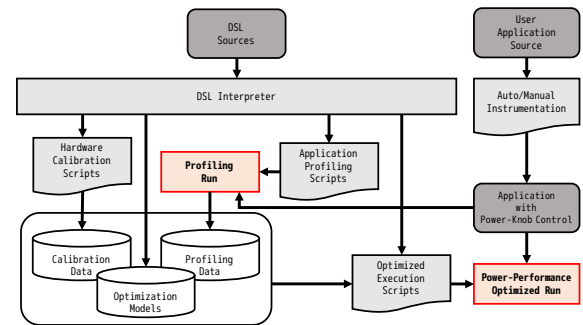 DSL
Sources
User
Application
Source
DSL Interpreter
Auto/Manual
Instrumentation
Hardware
Calibration
Scripts
Profiling
Run
Application
Profiling
Scripts
Application
with
Power-Knob Control
Calibration
Data
Profiling
Data
Optimization
Models
Optimized
Execution
Scripts
Power-Performance
Optimized Run